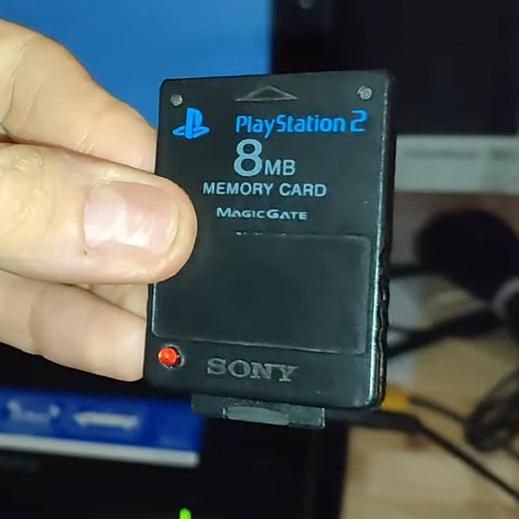 PlayStation 2
8MB
MEMORY CARD
MAGICGATE
SONY